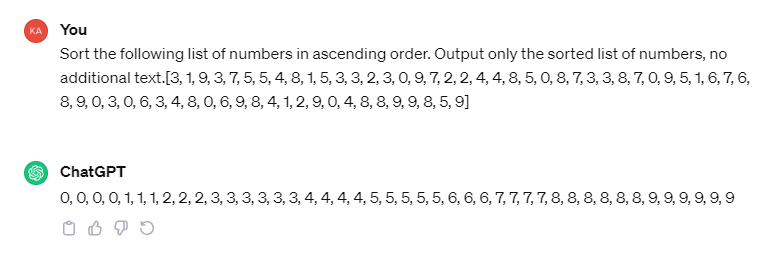 KA
You
Sort the following list of numbers in ascending order. Output only the sorted list of numbers, no
additional text.[3, 1, 9, 3, 7, 5, 5, 4, 8, 1, 5, 3, 3, 2, 3, 0, 9, 7, 2, 2, 4, 4, 8, 5, 0, 8, 7, 3, 3, 8, 7, 0, 9, 5, 1, 6, 7, 6,
8, 9, 0, 3, 0, 6, 3, 4, 8, 0, 6, 9, 8, 4, 1, 2, 9, 0, 4, 8, 8, 9, 9, 8, 5, 9]
ChatGPT
0, 0, 0, 0, 1, 1, 1, 2, 2, 2, 3, 3, 3, 3, 3, 3, 4, 4, 4, 4, 5, 5, 5, 5, 5, 6, 6, 6, 7, 7, 7, 7, 8, 8, 8, 8, 8, 8, 9, 9, 9, 9, 9, 9